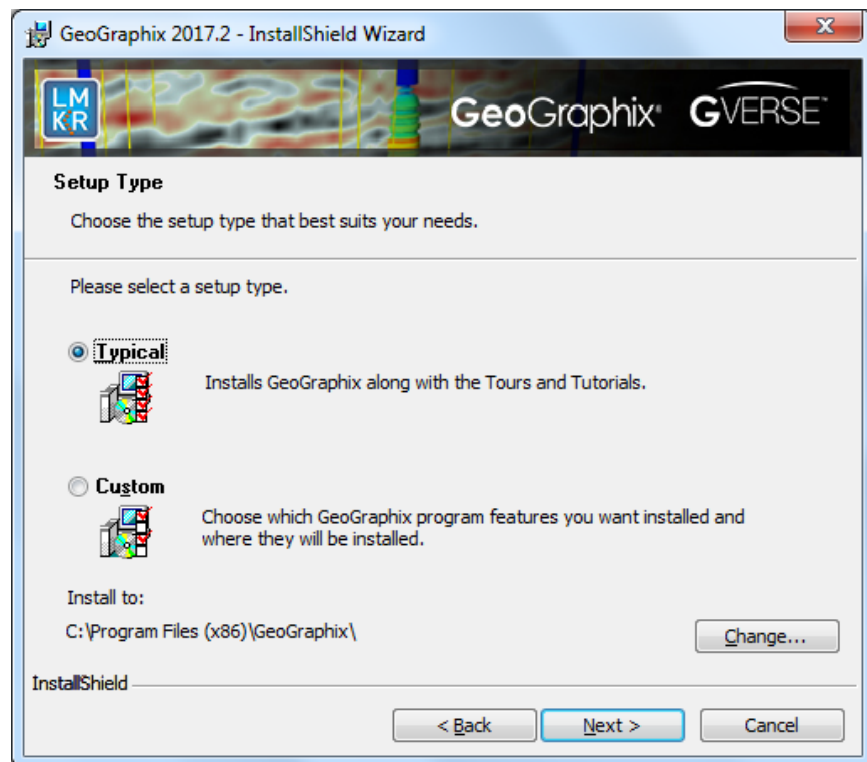 GeoGraphix 2017.2 - InstallShield Wizard
LM
KR
GeoGraphix® GVERSE™
Setup Type
Choose the setup type that best suits your needs.
Please select a setup type.
Typical
Installs GeoGraphix along with the Tours and Tutorials.
Custom
Choose which GeoGraphix program features you want installed and
where they will be installed.
Install to:
C:\Program Files (x86)\GeoGraphix\
Change...
InstallShield
< Back
Next >
Cancel